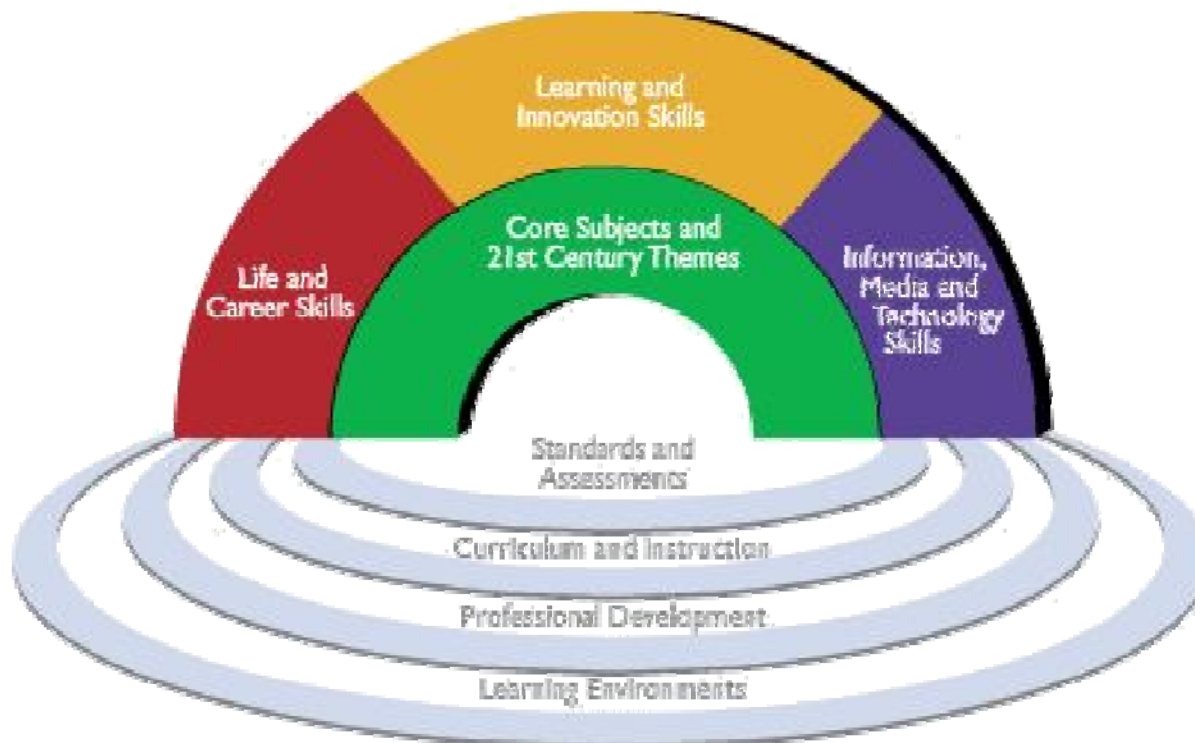 Learning and
Innovation Skills
Core Subjects and
21st Century Themes
Life and
Career Skills
Information,
Media and
Technology
Skills
Standards and
Assessments
Curriculum and Instruction
Professional Development
Learning Environments